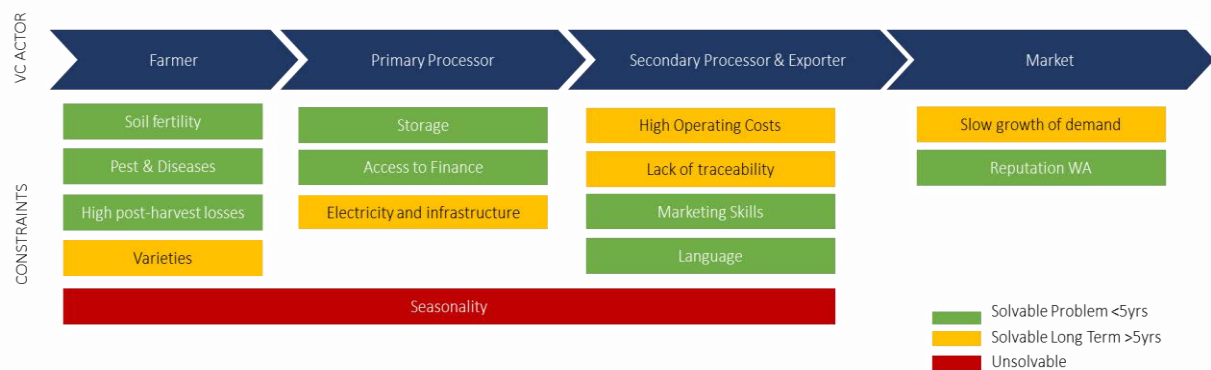 VC ACTOR
Farmer
Primary Processor
Secondary Processor & Exporter
Market
CONSTRAINTS
Soil fertility
Pest & Diseases
High post-harvest losses
Varieties
Storage
Access to Finance
Electricity and infrastructure
High Operating Costs
Lack of traceability
Marketing Skills
Language
Slow growth of demand
Reputation WA
Seasonality
Solvable Problem <5yrs
Solvable Long Term >5yrs
Unsolvable